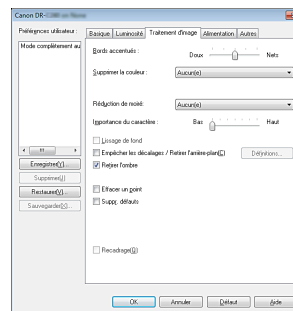 Canon DR-
Préférences utilisateur :
Mode complètement au
Enregistrer(Y)...
Supprimer(J)
Restaurer(V)...
Sauvegarder(X)...
Basique
Luminosité
Traitement d'image
Alimentation
Autres
Bords accentués :
Doux
Nets
Supprimer la couleur :
Aucun(e)
Réduction de moiré:
Aucun(e)
Importance du caractère :
Bas
Haut
Lissage de fond
Empêcher les décalages / Retirer l'arrière-plan(C)
Définitions...
Retirer l'ombre
Effacer un point
Suppr. défauts
Recadrage(Q)
OK
Annuler
Défaut
Aide